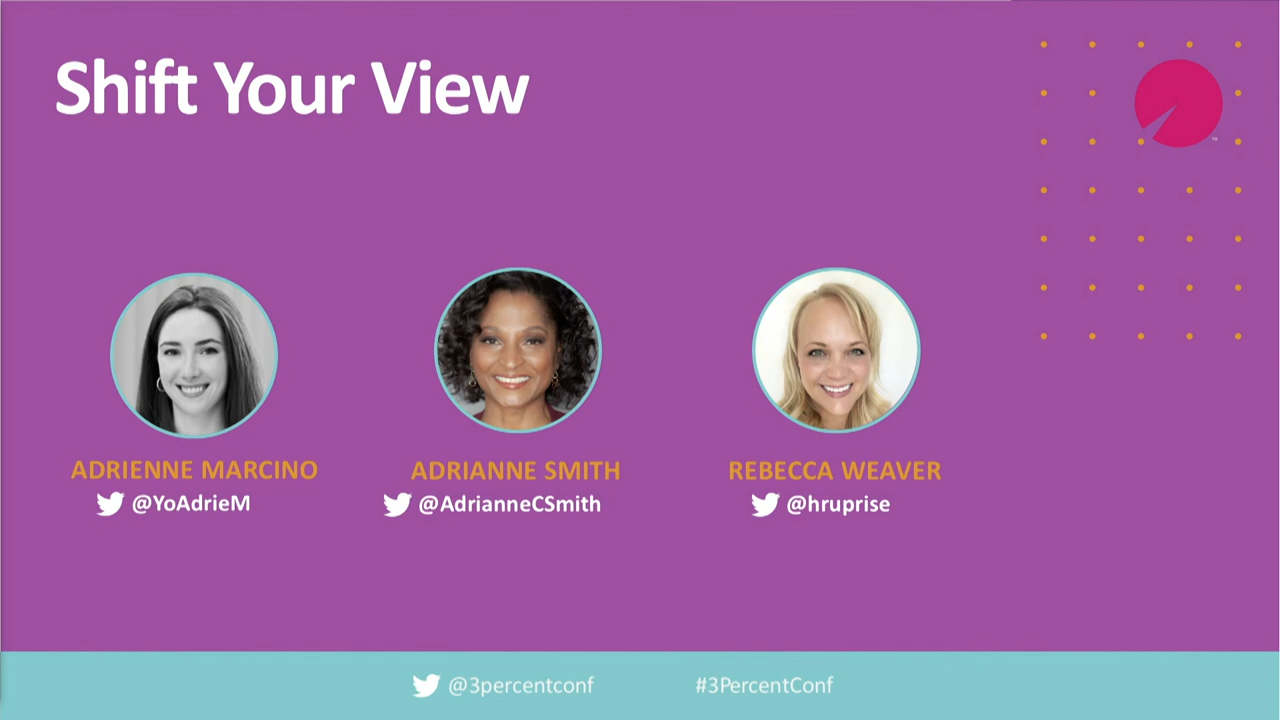 Shift Your View
ADRIENNE MARCINO
@YoAdrieM
ADRIANNE SMITH
@AdrianneCSmith
REBECCA WEAVER
@hruprise
@3percentconf
#3PercentConf